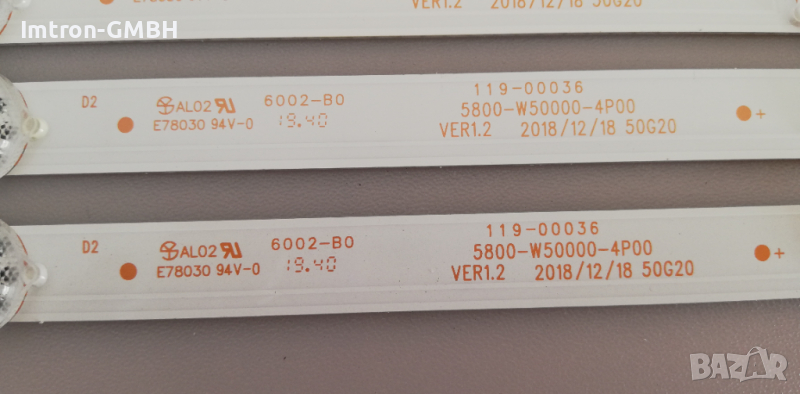 Imtron-GMBH
VER1.2 2018/12/18 50G20
D2
AL02
6002-B0
E78030 94V-0
19.40
119-00036
5800-W50000-4P00
VER1.2 2018/12/18 50G20
+
D2
AL02
6002-B0
E78030 94V-0
19.40
119-00036
5800-W50000-4P00
VER1.2 2018/12/18 50G20
+
BAZAR